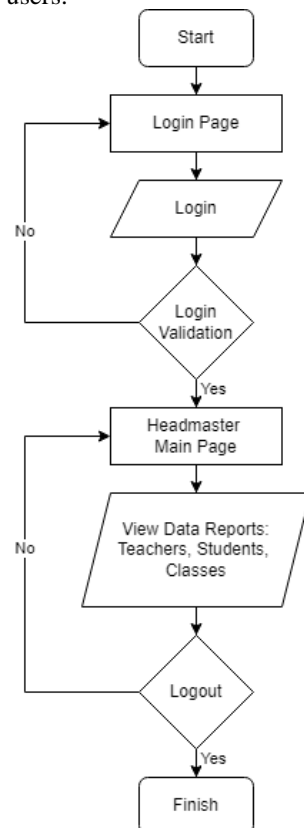 users.
Start
Login Page
Login
No
Login
Validation
Yes
Headmaster
Main Page
View Data Reports:
Teachers, Students,
Classes
No
Logout
Yes
Finish